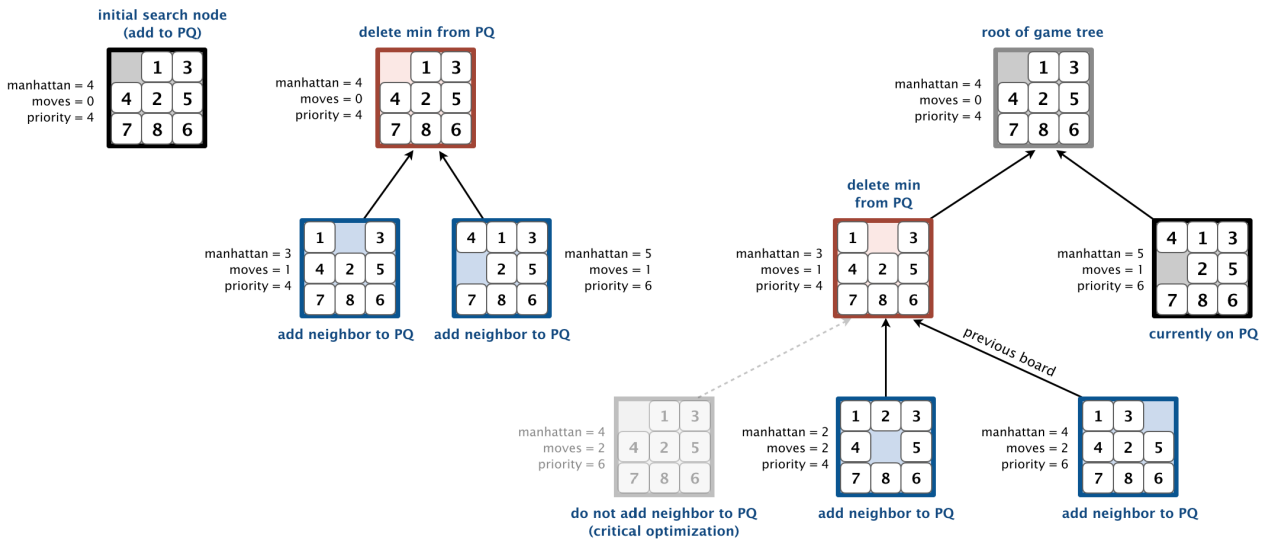 initial search node
(add to PQ)
manhattan = 4
moves = 0
priority = 4
1 3
4 2 5
7 8 6
delete min from PQ
manhattan = 4
moves = 0
priority = 4
1 3
4 2 5
7 8 6
manhattan = 3
moves = 1
priority = 4
1 3
4 2 5
7 8 6
add neighbor to PQ
4 1 3
2 5
7 8 6
manhattan = 5
moves = 1
priority = 6
add neighbor to PQ
root of game tree
manhattan = 4
moves = 0
priority = 4
1 3
4 2 5
7 8 6
delete min
from PQ
manhattan = 3
moves = 1
priority = 4
1 3
4 2 5
7 8 6
manhattan = 5
moves = 1
priority = 6
4 1 3
2 5
7 8 6
currently on PQ
previous board
manhattan = 4
moves = 2
priority = 6
1 3
4 2 5
7 8 6
do not add neighbor to PQ
(critical optimization)
manhattan = 2
moves = 2
priority = 4
1 2 3
4 5
7 8 6
add neighbor to PQ
manhattan = 4
moves = 2
priority = 6
1 3
4 2 5
7 8 6
add neighbor to PQ